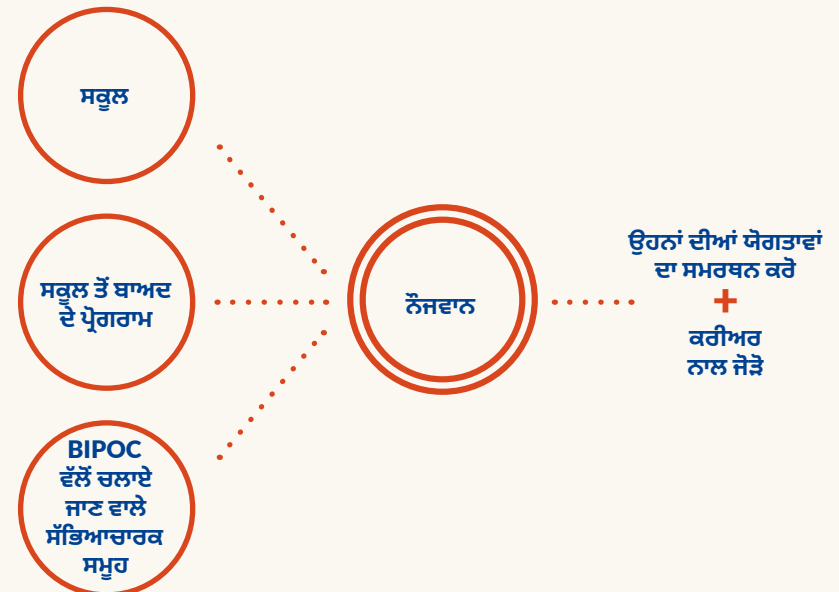 ਸਕੂਲ
ਸਕੂਲ ਤੋਂ ਬਾਅਦ
ਦੇ ਪ੍ਰੋਗਰਾਮ
BIPOC
ਵੱਲੋਂ ਚਲਾਏ
ਜਾਣ ਵਾਲੇ
ਸੱਭਿਆਚਾਰਕ
ਸਮੂਹ
ਨੌਜਵਾਨ
ਉਹਨਾਂ ਦੀਆਂ ਯੋਗਤਾਵਾਂ
ਦਾ ਸਮਰਥਨ ਕਰੋ
+
ਕਰੀਅਰ
ਨਾਲ ਜੋੜੋ